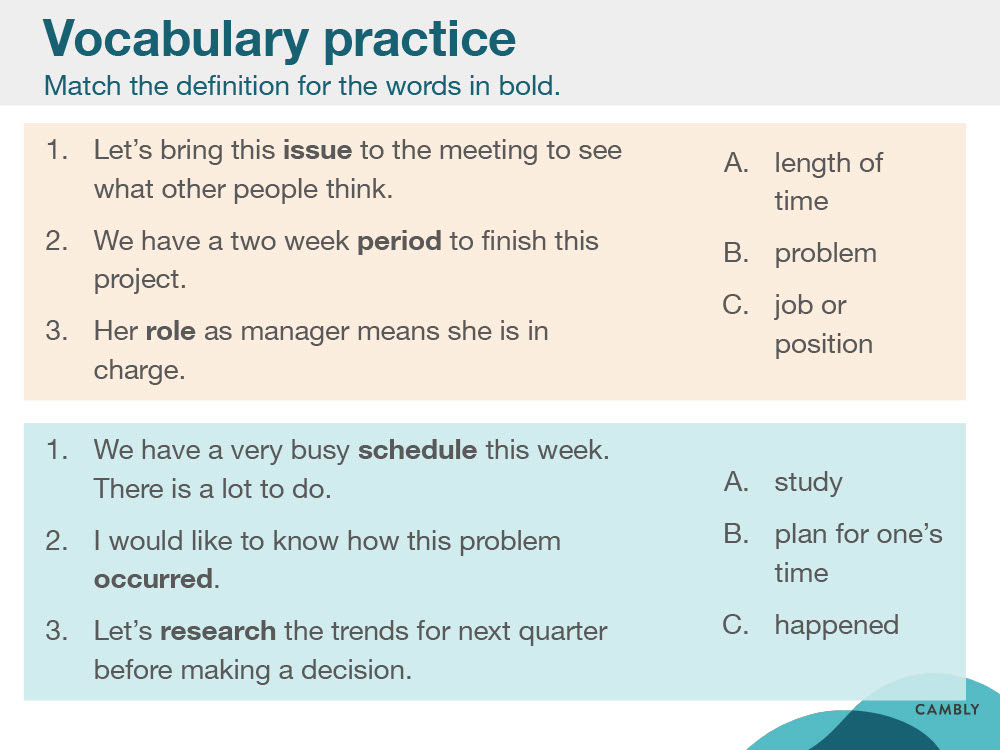 Vocabulary practice
Match the definition for the words in bold.
1. Let’s bring this issue to the meeting to see
what other people think.
2. We have a two week period to finish this
project.
3. Her role as manager means she is in
charge.
A. length of
time
B. problem
C. job or
position
1. We have a very busy schedule this week.
There is a lot to do.
2. I would like to know how this problem
occurred.
3. Let’s research the trends for next quarter
before making a decision.
A. study
B. plan for one’s
time
C. happened
CAMBLY